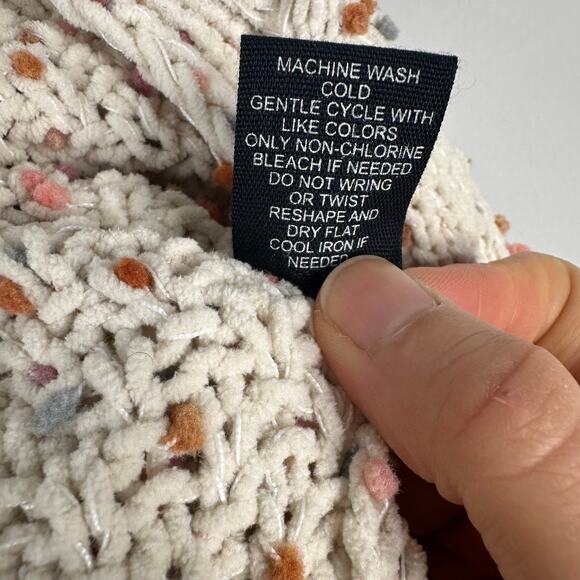 MACHINE WASH
COLD
GENTLE CYCLE WITH
LIKE COLORS
ONLY NON-CHLORINE
BLEACH IF NEEDED
DO NOT WRING
OR TWIST
RESHAPE AND
DRY FLAT
COOL IRON IF
NEEDED